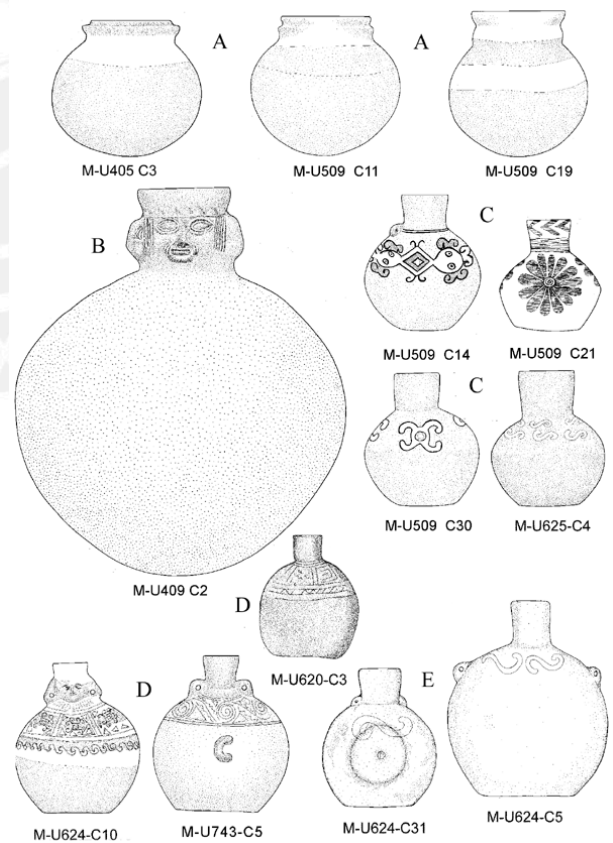 A A
M-U405 C3 M-U509 C11 M-U509 C19
B
C
M-U509 C14 M-U509 C21
C
M-U509 C30 M-U625-C4
M-U409 C2
D
M-U620-C3
D E
M-U624-C10 M-U743-C5 M-U624-C31 M-U624-C5